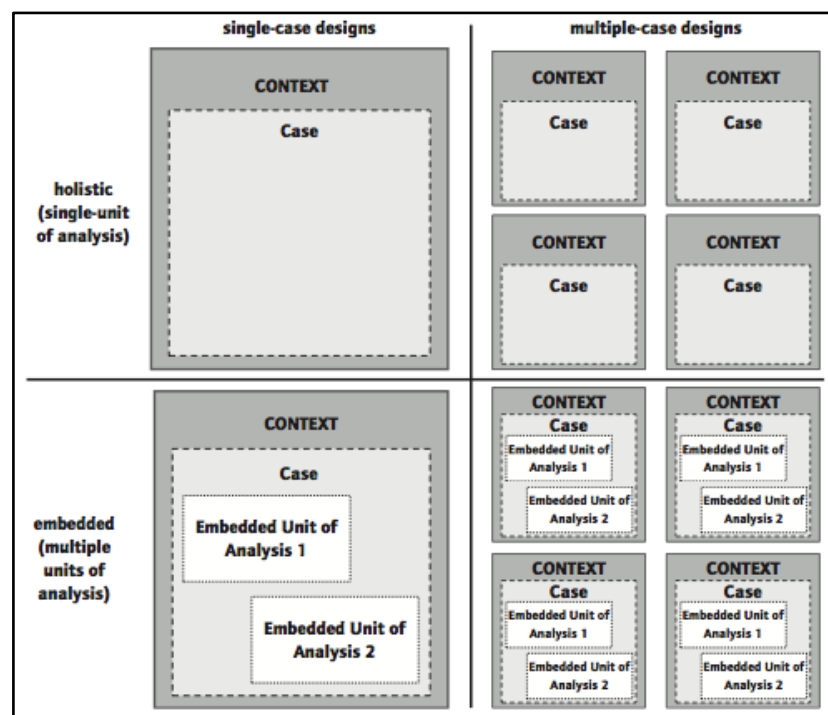 single-case designs
multiple-case designs
holistic
(single-unit
of analysis)
CONTEXT
Case
CONTEXT
Case
CONTEXT
Case
CONTEXT
Case
CONTEXT
Case
embedded
(multiple
units of
analysis)
CONTEXT
Case
Embedded Unit of
Analysis 1
Embedded Unit of
Analysis 2
CONTEXT
Case
Embedded Unit of
Analysis 1
Embedded Unit of
Analysis 2
CONTEXT
Case
Embedded Unit of
Analysis 1
Embedded Unit of
Analysis 2
CONTEXT
Case
Embedded Unit of
Analysis 1
Embedded Unit of
Analysis 2
CONTEXT
Case
Embedded Unit of
Analysis 1
Embedded Unit of
Analysis 2